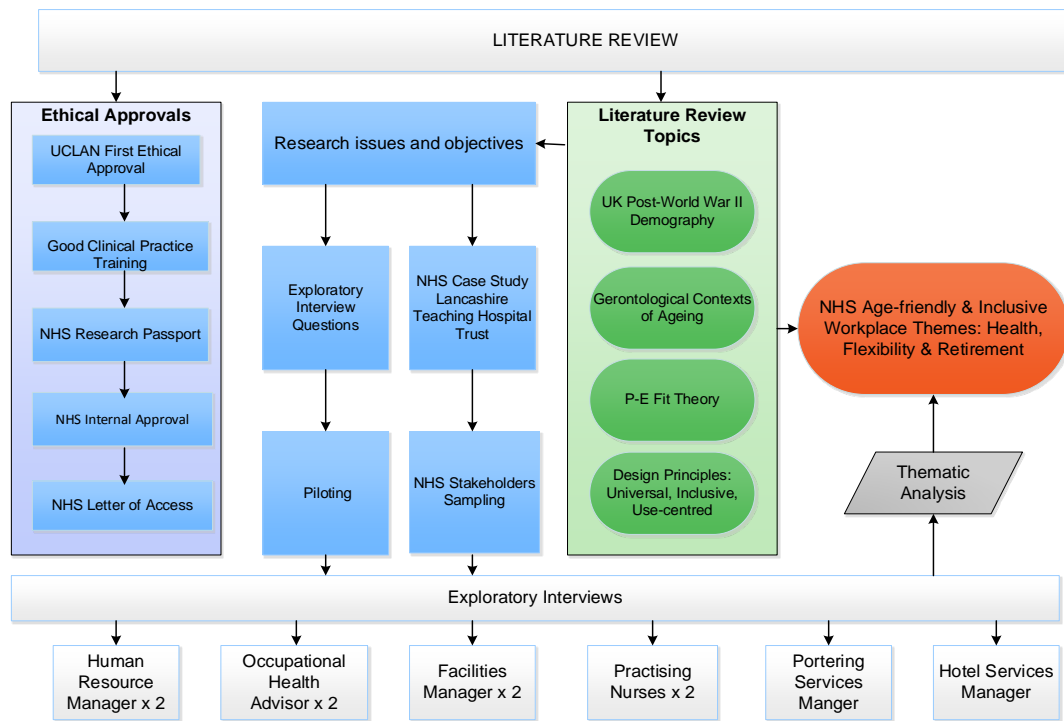 LITERATURE REVIEW
Ethical Approvals
UCLAN First Ethical
Approval
Good Clinical Practice
Training
NHS Research Passport
NHS Internal Approval
NHS Letter of Access
Research issues and objectives
Exploratory
Interview
Questions
Piloting
NHS Case Study
Lancashire
Teaching Hospital
Trust
NHS Stakeholders
Sampling
Literature Review
Topics
UK Post-World War II
Demography
Gerontological Contexts
of Ageing
P-E Fit Theory
Design Principles:
Universal, Inclusive,
Use-centred
NHS Age-friendly & Inclusive
Workplace Themes: Health,
Flexibility & Retirement
Thematic
Analysis
Exploratory Interviews
Human
Resource
Manager x 2
Occupational
Health
Advisor x 2
Facilities
Manager x 2
Practising
Nurses x 2
Portering
Services
Manger
Hotel Services
Manager